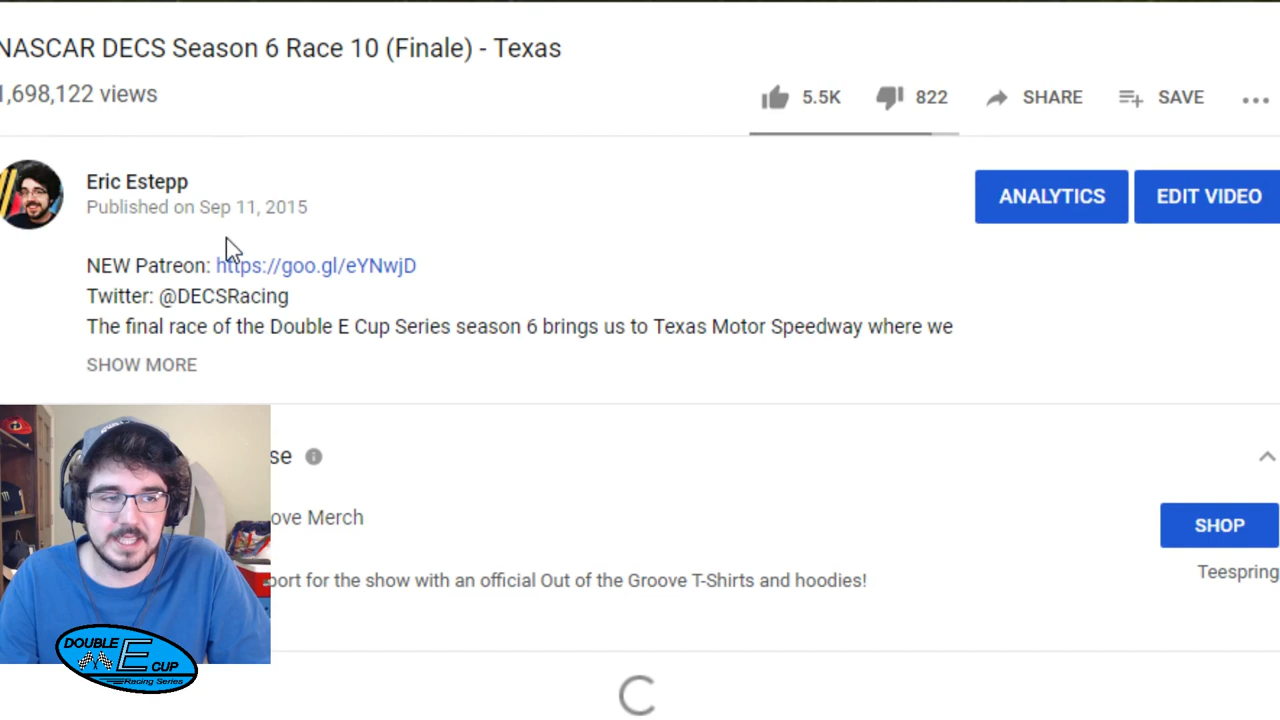 NASCAR DECS Season 6 Race 10 (Finale) - Texas
1,698,122 views
5.5K
822
SHARE
SAVE
Eric Estepp
Published on Sep 11, 2015
ANALYTICS
EDIT VIDEO
NEW Patreon: https://goo.gl/eYNwjD
Twitter: @DECSRacing
The final race of the Double E Cup Series season 6 brings us to Texas Motor Speedway where we
SHOW MORE
se
ove Merch
SHOP
port for the show with an official Out of the Groove T-Shirts and hoodies!
Teespring
DOUBLE
E CUP
Racing Series